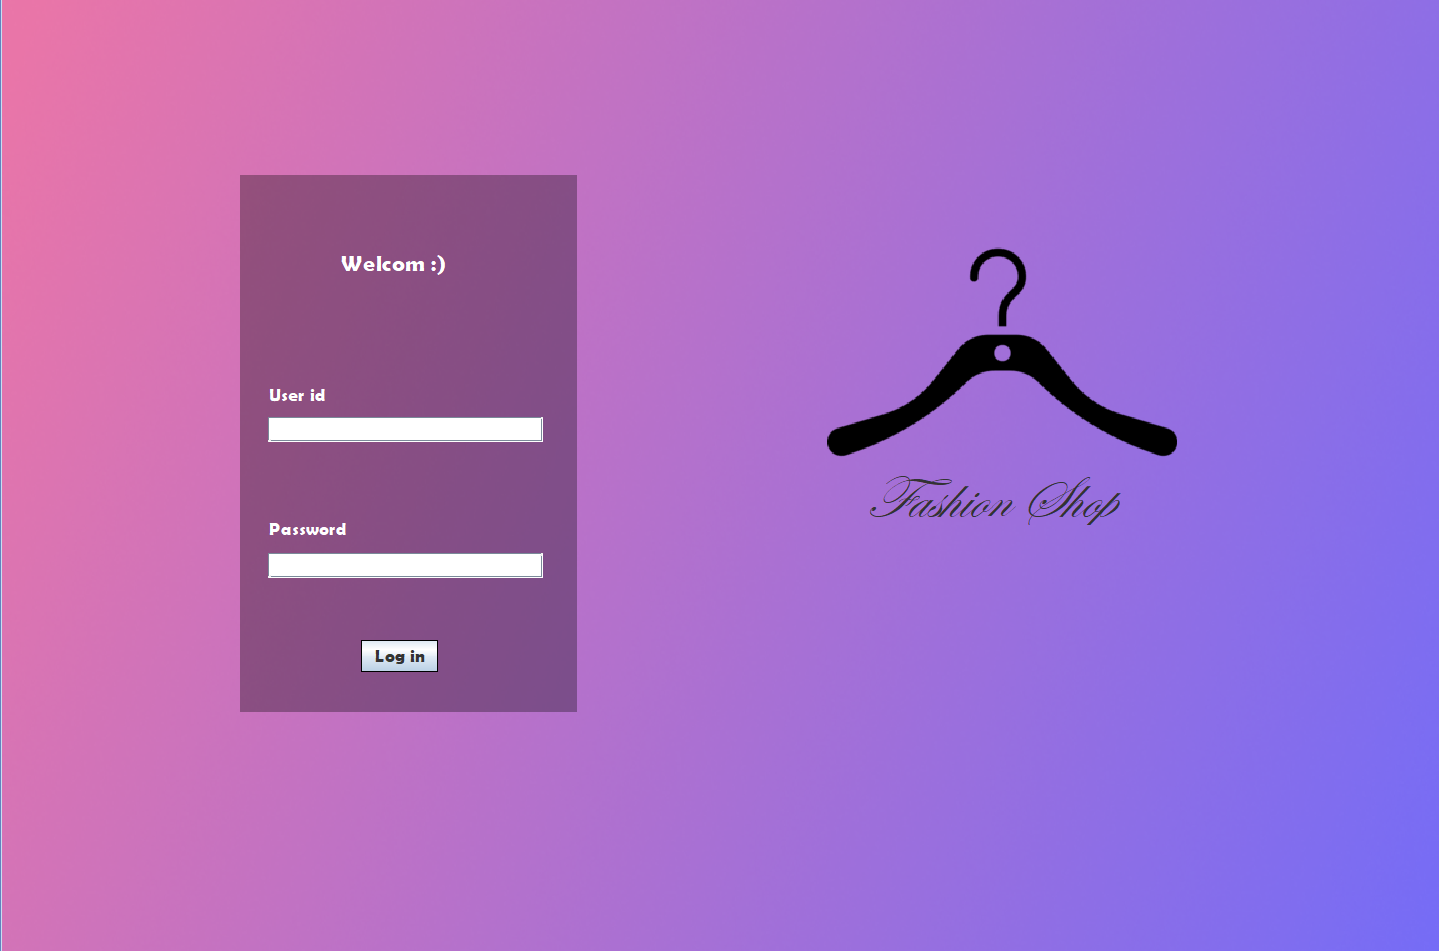 Welcom :)
User id
Password
Log in
Fashion Shop